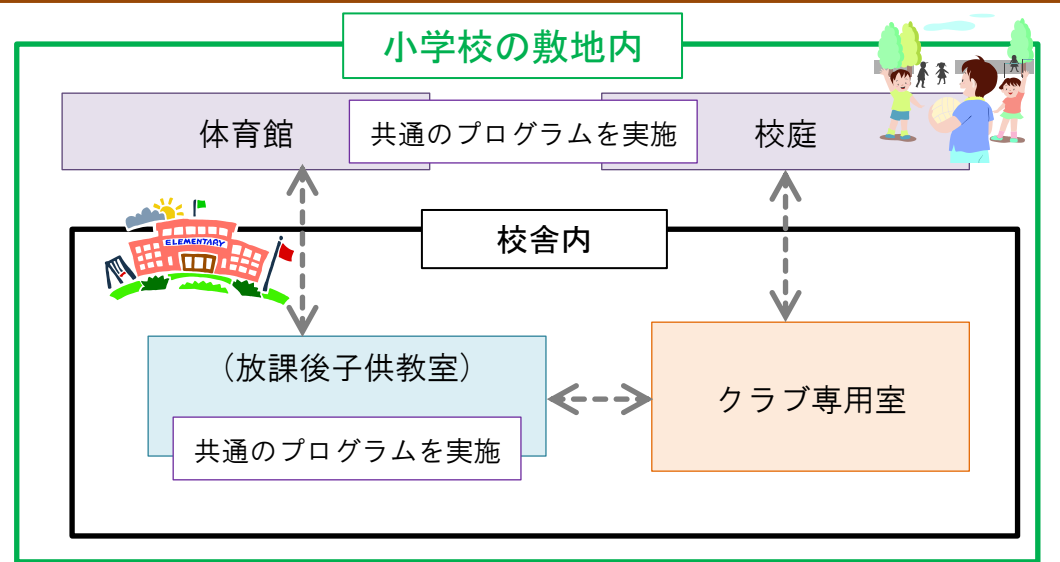 小学校の敷地内
体育館
共通のプログラムを実施
校庭
校舎内
ELEMENTARY
(放課後子供教室)
共通のプログラムを実施
クラブ専用室